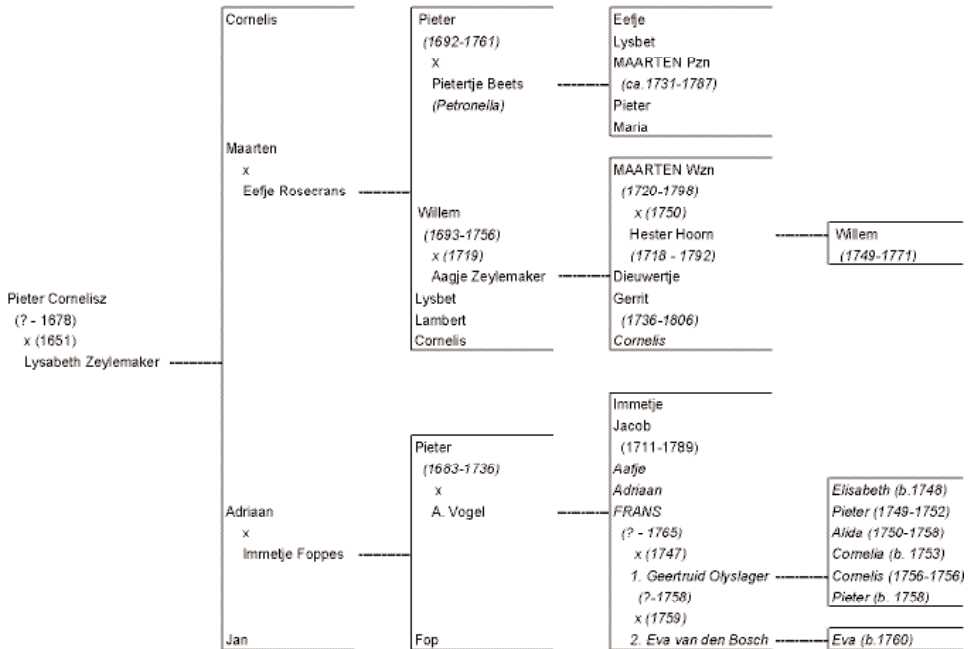 Pieter Cornelisz
(? - 1678)
x (1651)
Lysabeth Zeylemaker
Cornelis
Maarten
x
Eefje Rosecrans
Adriaan
x
Immetje Foppes
Jan
Pieter
(1692-1761)
x
Pietertje Beets
(Petronella)
Willem
(1693-1756)
x (1719)
Aagje Zeylemaker
Lysbet
Lambert
Cornelis
Pieter
(1683-1736)
x
A. Vogel
Fop
Eefje
Lysbet
MAARTEN Pzn
(ca.1731-1787)
Pieter
Maria
MAARTEN Wzn
(1720-1798)
x (1750)
Hester Hoorn
(1718 - 1792)
Dieuwertje
Gerrit
(1736-1806)
Cornelis
Immetje
Jacob
(1711-1789)
Aafje
Adriaan
FRANS
(? - 1765)
x (1747)
1. Geertruid Olyslager
(?-1758)
x (1759)
2. Eva van den Bosch
Willem
(1749-1771)
Elisabeth (b.1748)
Pieter (1749-1752)
Alida (1750-1758)
Cornelia (b. 1753)
Cornelis (1756-1756)
Pieter (b. 1758)
Eva (b.1760)